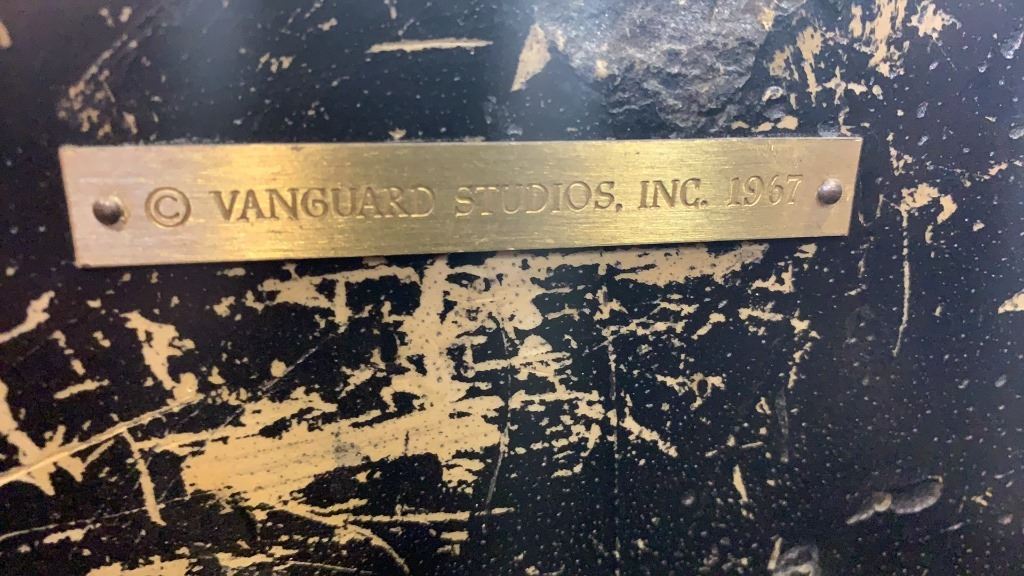 © VANGUARD STUDIOS, INC. 1967